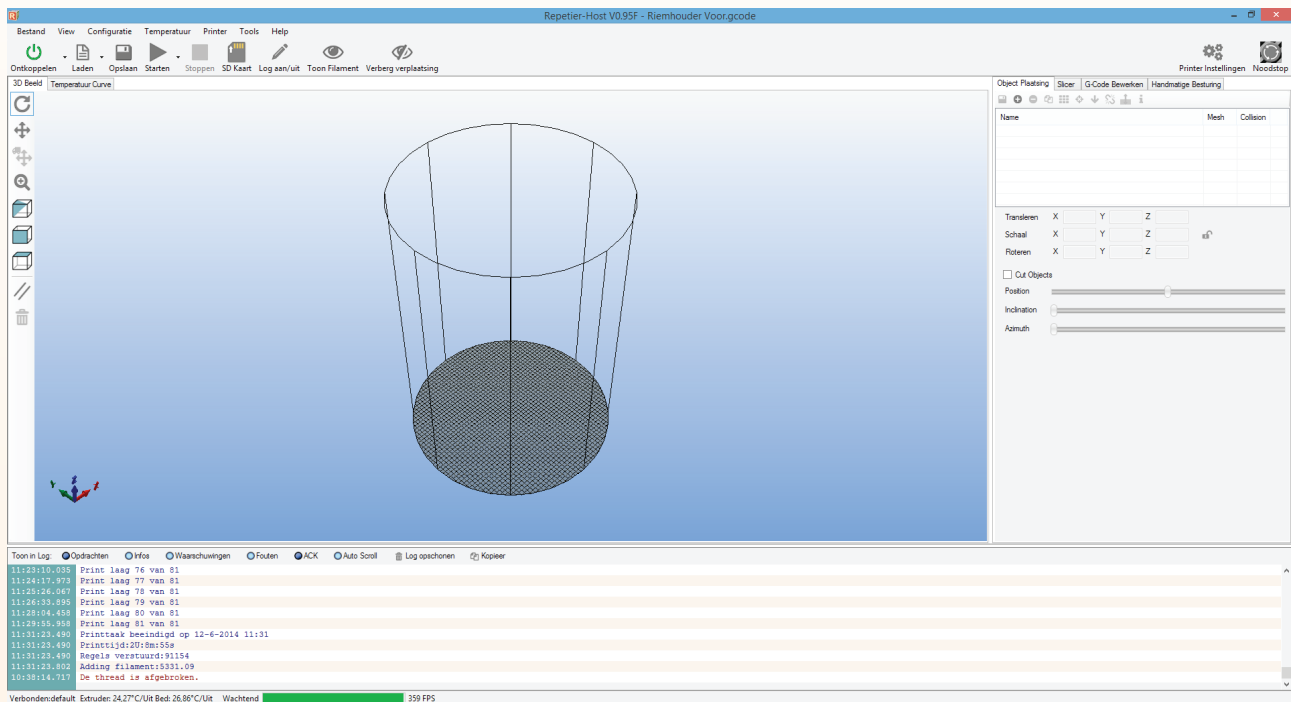 Repetier-Host V0.95F - Riemhouder Voor.gcode
Bestand View Configuratie Temperatuur Printer Tools Help
Ontkoppelen Laden Opslaan Starten Stoppen SD Kaart Log aan/uit Toon Filament Verberg verplaatsing Printer Instellingen Noodstop
3D Beeld Temperatuur Curve
Object Plaatsing Slicer G-Code Bewerken Handmatige Besturing
Name Mesh Collision
Transleren X Y Z
Schaal X Y Z
Roteren X Y Z
Cut Objects
Position
Inclination
Azimuth
Toon in Log: Opdrachten Infos Waarschuwingen Fouten ACK Auto Scroll Log opschonen Kopieer
11:23:10.035 Print laag 76 van 81
11:24:17.973 Print laag 77 van 81
11:25:26.067 Print laag 78 van 81
11:26:33.895 Print laag 79 van 81
11:28:04.458 Print laag 80 van 81
11:29:55.958 Print laag 81 van 81
11:31:23.490 Printtaak beeindigd op 12-6-2014 11:31
11:31:23.490 Printtijd:2U:8m:55s
11:31:23.490 Regels verstuurd:91154
11:31:23.802 Adding filament:5331.09
10:38:14.717 De thread is afgebroken.
Verbonden:default Extruder: 24,27°C/Uit Bed: 26,86°C/Uit Wachtend 359 FPS